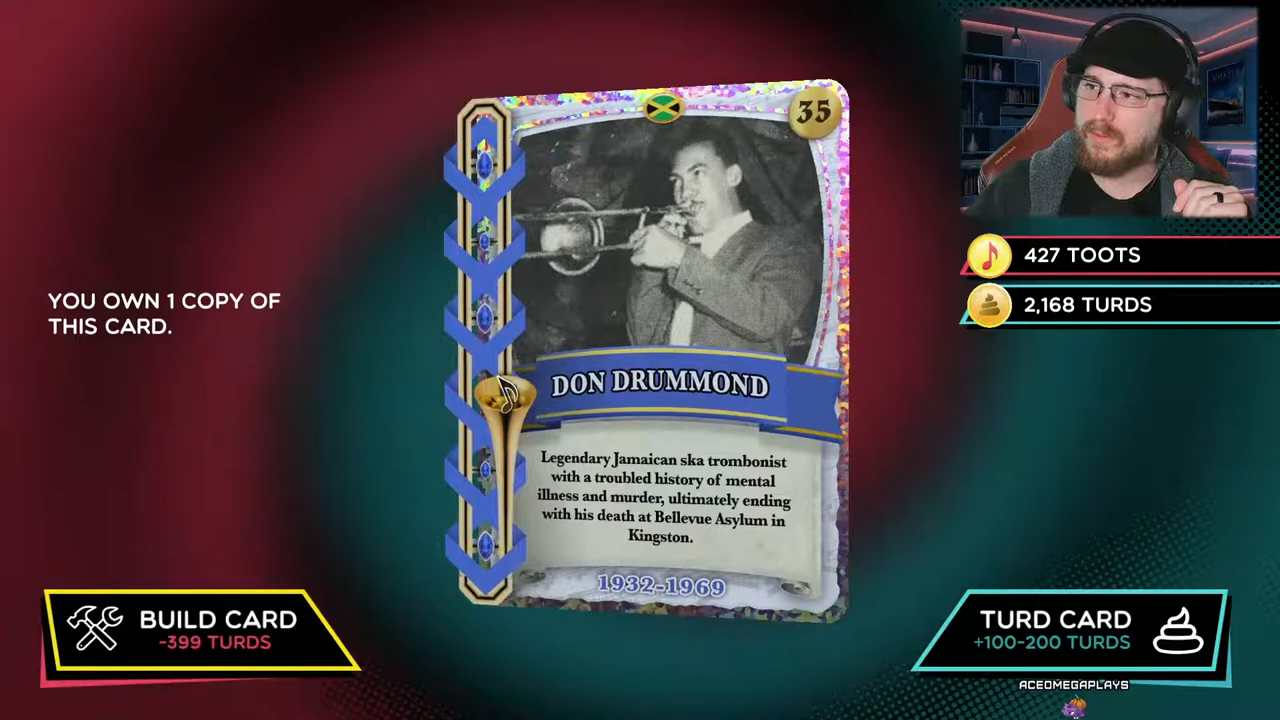 35
427 TOOTS
2,168 TURDS
YOU OWN 1 COPY OF
THIS CARD.
DON DRUMMOND
Legendary Jamaican ska trombonist
with a troubled history of mental
illness and murder, ultimately ending
with his death at Bellevue Asylum in
Kingston.
1932-1969
BUILD CARD
-399 TURDS
TURD CARD
+100-200 TURDS
ACEOMEGAPLAYS